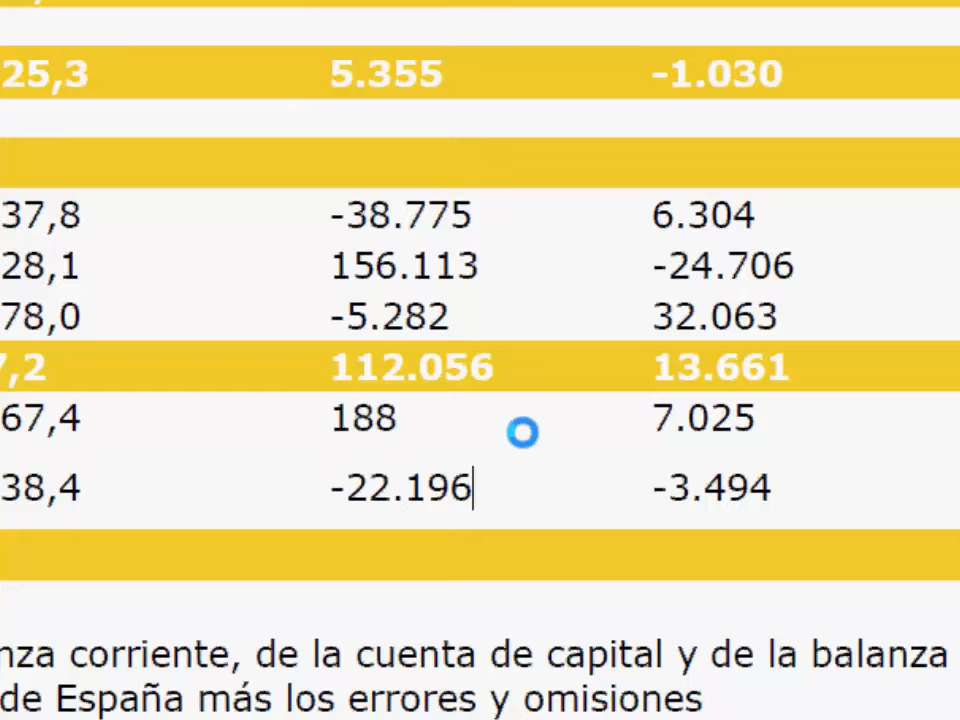 25,3 5.355 -1.030
37,8 -38.775 6.304
28,1 156.113 -24.706
78,0 -5.282 32.063
7,2 112.056 13.661
67,4 188 7.025
38,4 -22.196 -3.494
nza corriente, de la cuenta de capital y de la balanza
de España más los errores y omisiones